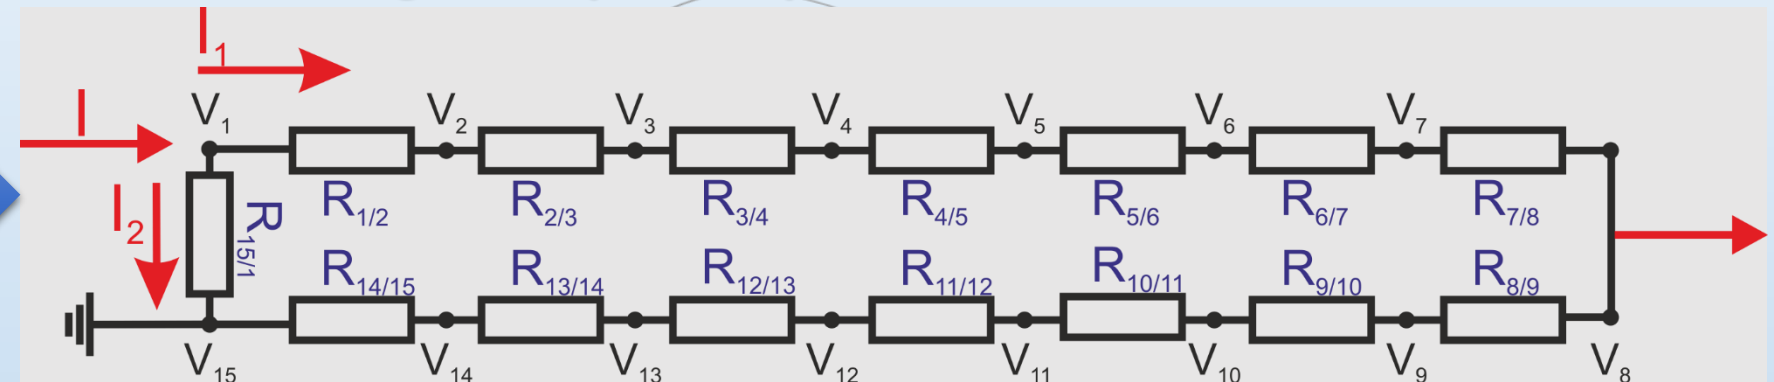 I1
I
V1 V2 V3 V4 V5 V6 V7
I2
R15/1
R1/2 R2/3 R3/4 R4/5 R5/6 R6/7 R7/8
R14/15 R13/14 R12/13 R11/12 R10/11 R9/10 R8/9
V15 V14 V13 V12 V11 V10 V9 V8